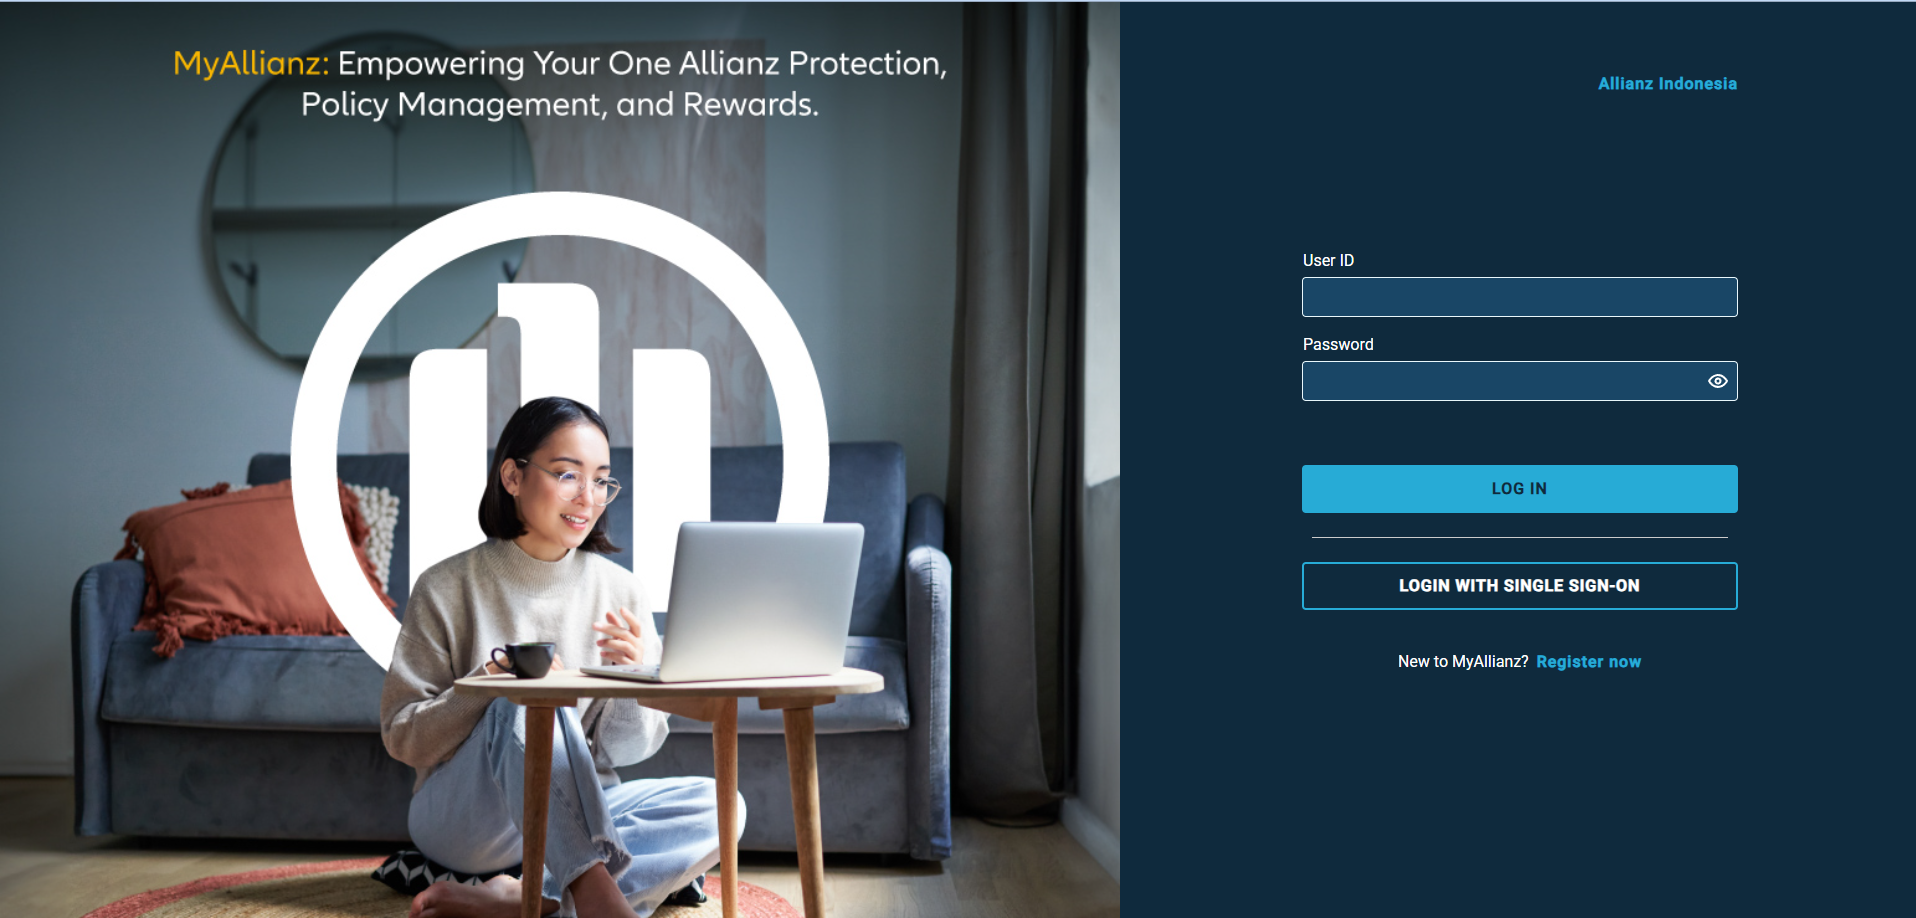 MyAllianz: Empowering Your One Allianz Protection,
Policy Management, and Rewards.
Allianz Indonesia
User ID
Password
LOG IN
LOGIN WITH SINGLE SIGN-ON
New to MyAllianz? Register now